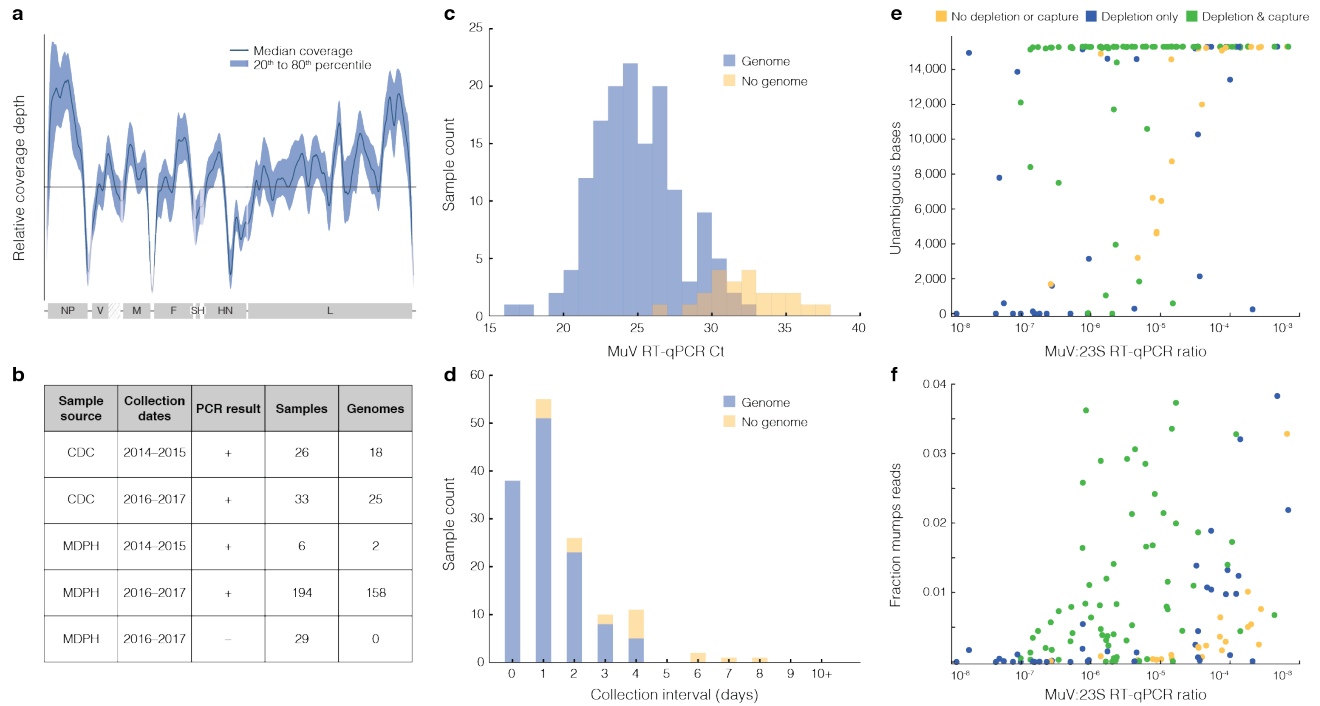 a
Relative coverage depth
Median coverage
20th to 80th percentile
NP V M F SH HN L
b
Sample source | Collection dates | PCR result | Samples | Genomes
CDC | 2014–2015 | + | 26 | 18
CDC | 2016–2017 | + | 33 | 25
MDPH | 2014–2015 | + | 6 | 2
MDPH | 2016–2017 | + | 194 | 158
MDPH | 2016–2017 | – | 29 | 0
c
Sample count
25
20
15
10
5
0
Genome
No genome
15 20 25 30 35 40
MuV RT-qPCR Ct
d
Sample count
60
50
40
30
20
10
0
Genome
No genome
0 1 2 3 4 5 6 7 8 9 10+
Collection interval (days)
e
No depletion or capture Depletion only Depletion & capture
Unambiguous bases
14,000
12,000
10,000
8,000
6,000
4,000
2,000
0
10-8 10-7 10-6 10-5 10-4 10-3
MuV:23S RT-qPCR ratio
f
Fraction mumps reads
0.04
0.03
0.02
0.01
0
10-8 10-7 10-6 10-5 10-4 10-3
MuV:23S RT-qPCR ratio